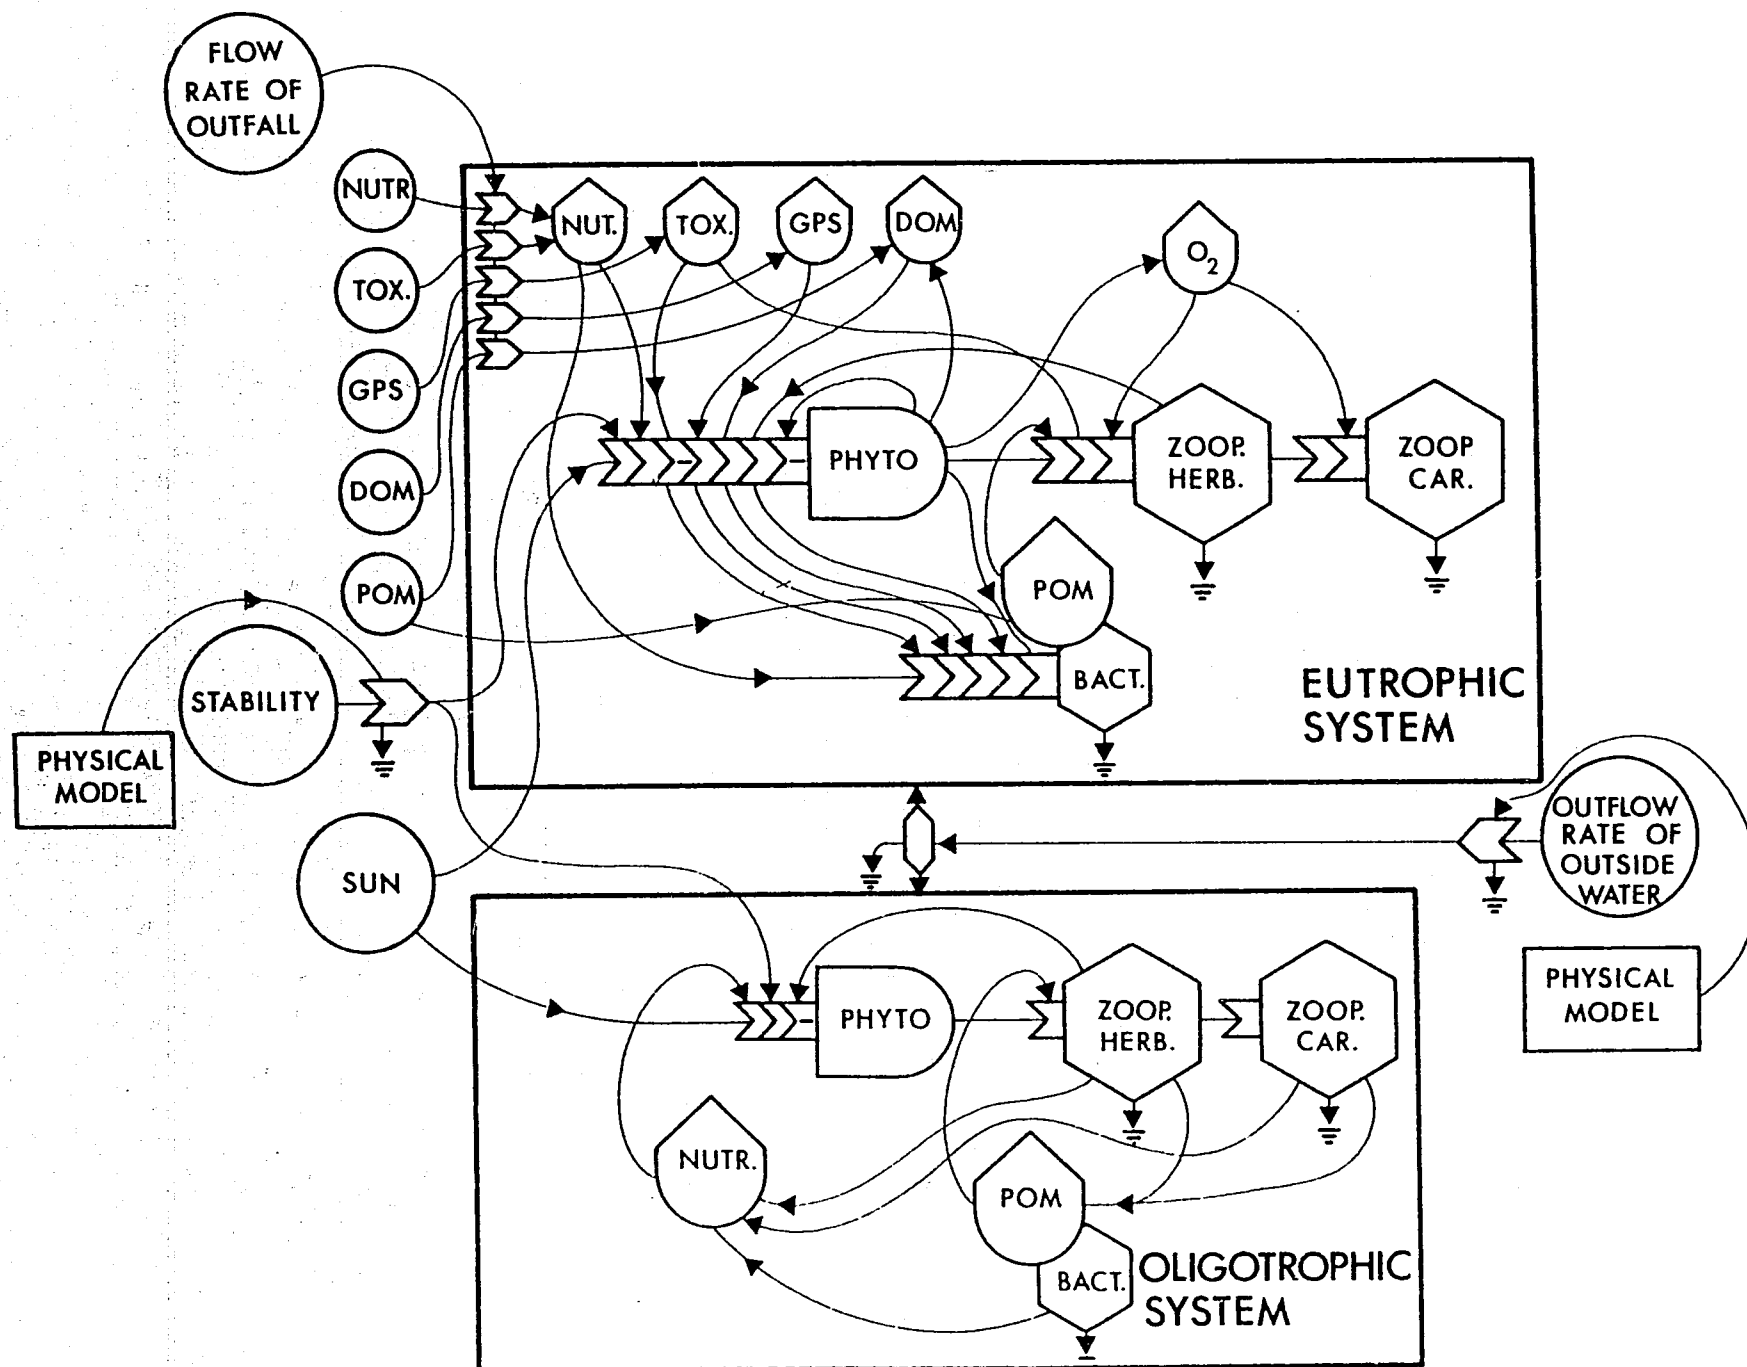 FLOW
RATE OF
OUTFALL
NUTR
TOX.
GPS
DOM
POM
STABILITY
PHYSICAL
MODEL
SUN
NUT.
TOX.
GPS
DOM
O2
PHYTO
ZOOP.
HERB.
ZOOP
CAR.
POM
BACT.
EUTROPHIC
SYSTEM
OUTFLOW
RATE OF
OUTSIDE
WATER
PHYSICAL
MODEL
PHYTO
ZOOP.
HERB.
ZOOP.
CAR.
NUTR.
POM
BACT.
OLIGOTROPHIC
SYSTEM